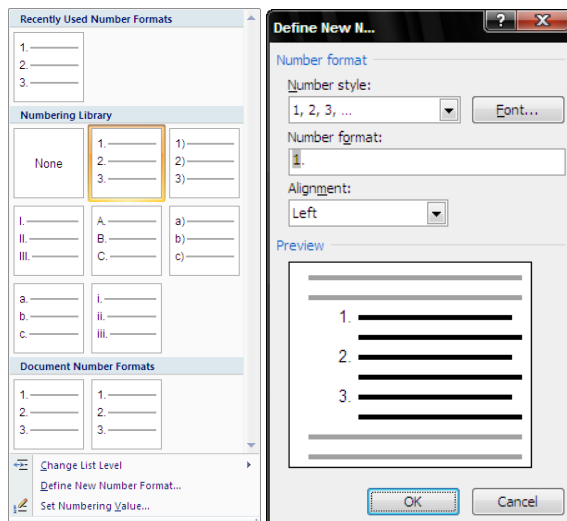 Recently Used Number Formats
1.
2.
3.
Numbering Library
None
1.
2.
3.
1)
2)
3)
I.
II.
III.
A.
B.
C.
a)
b)
c)
a.
b.
c.
i.
ii.
iii.
Document Number Formats
1.
2.
3.
1.
2.
3.
Change List Level
Define New Number Format...
Set Numbering Value...
Define New N...
? X
Number format
Number style:
1, 2, 3, ...
Font...
Number format:
1.
Alignment:
Left
Preview
1.
2.
3.
OK
Cancel